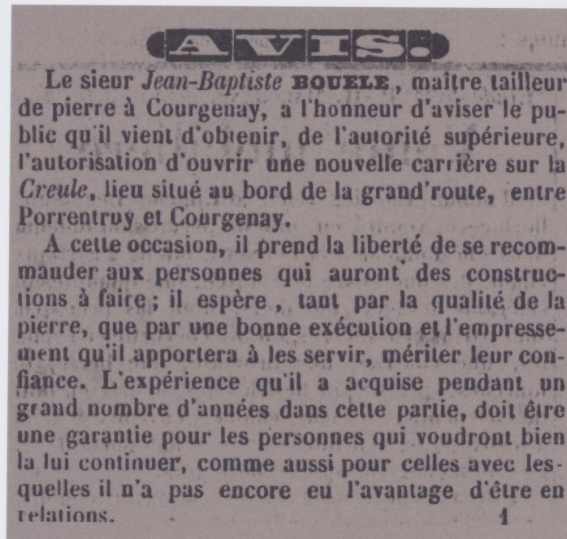 AVIS.
Le sieur Jean-Baptiste BOUELE, maître tailleur
de pierre à Courgenay, a l'honneur d'aviser le pu-
blic qu'il vient d'obtenir, de l'autorité supérieure,
l'autorisation d'ouvrir une nouvelle carrière sur la
Creule, lieu situé au bord de la grand'route, entre
Porrentruy et Courgenay.
A cette occasion, il prend la liberté de se recom-
mander aux personnes qui auront des construc-
tions à faire; il espère, tant par la qualité de la
pierre, que par une bonne exécution et l'empresse-
ment qu'il apportera à les servir, mériter leur con-
fiance. L'expérience qu'il a acquise pendant un
grand nombre d'années dans cette partie, doit être
une garantie pour les personnes qui voudront bien
la lui continuer, comme aussi pour celles avec les-
quelles il n'a pas encore eu l'avantage d'être en
relations. 1